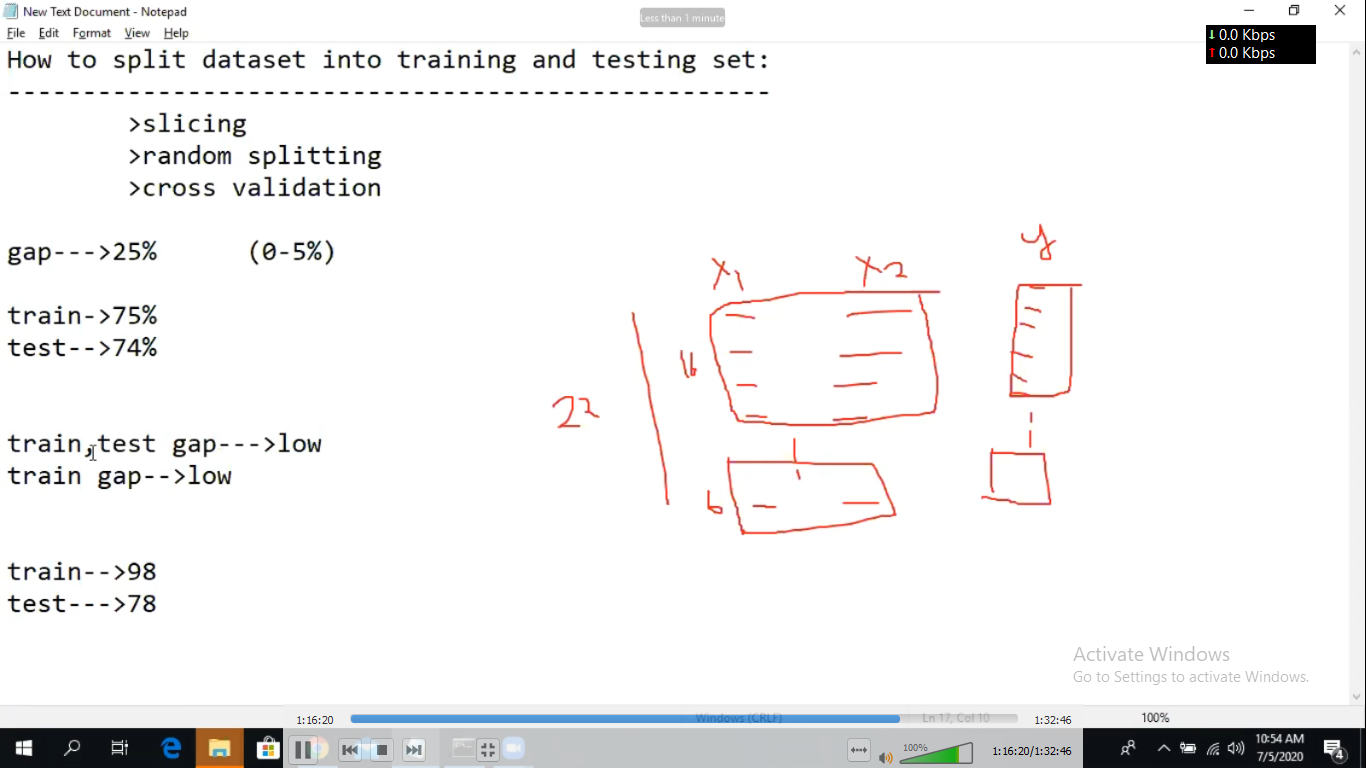 New Text Document - Notepad
Less than 1 minute
File Edit Format View Help
↓ 0.0 Kbps
↑ 0.0 Kbps
How to split dataset into training and testing set:
---------------------------------------------------
>slicing
>random splitting
>cross validation
gap--->25% (0-5%)
train->75%
test-->74%
train,test gap--->low
train gap-->low
train-->98
test--->78
X1 X2 y
16
22
6
Activate Windows
Go to Settings to activate Windows.
1:16:20 Windows (CRLF) Ln 17, Col 10 1:32:46 100%
100% 1:16:20/1:32:46
10:54 AM
7/5/2020
4